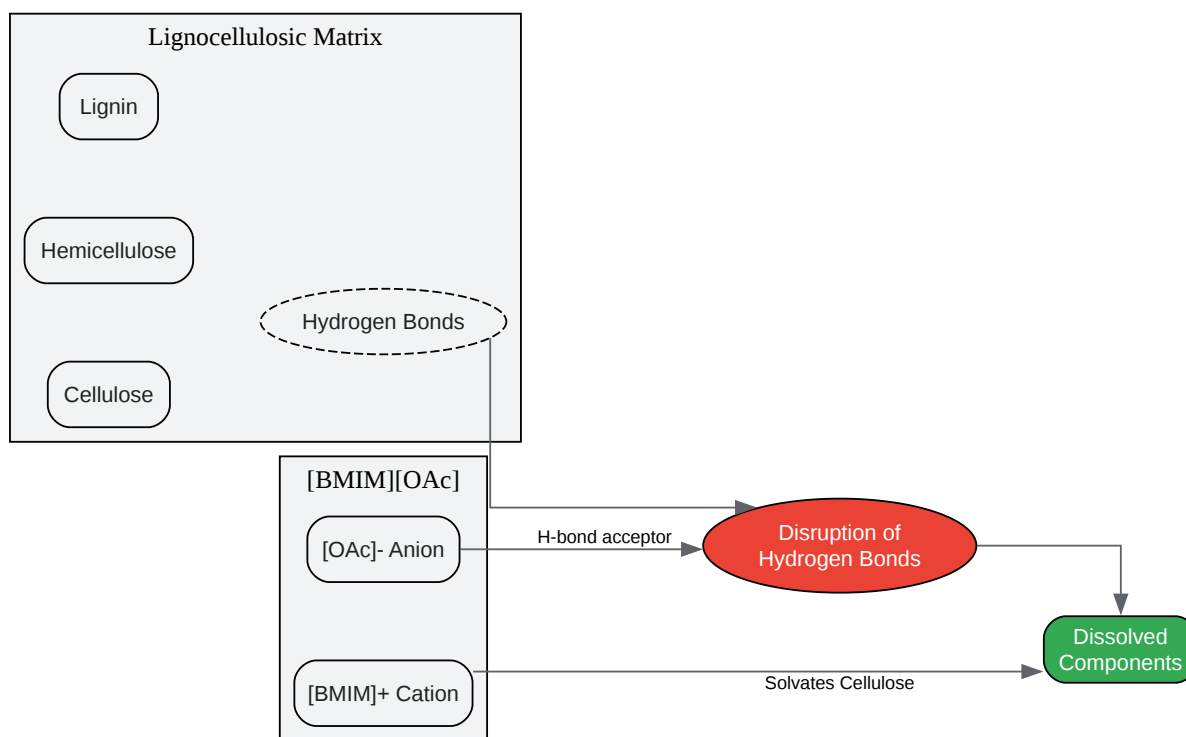 Lignocellulosic Matrix
Lignin
Hemicellulose
Hydrogen Bonds
Cellulose
[BMIM][OAc]
[OAc]- Anion
H-bond acceptor
Disruption of
Hydrogen Bonds
Dissolved
Components
[BMIM]+ Cation
Solvates Cellulose